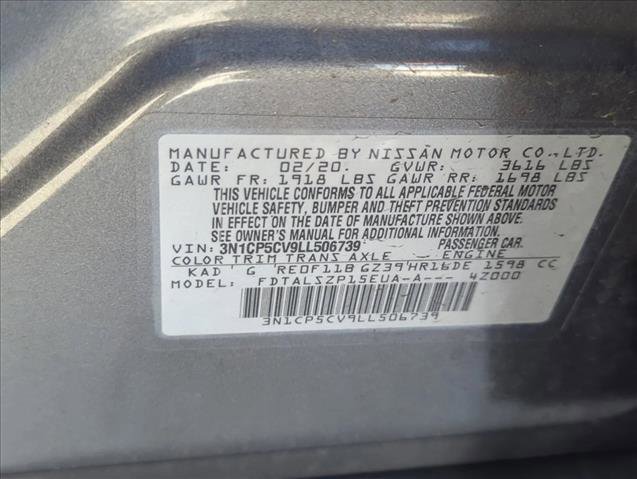 MANUFACTURED BY NISSAN MOTOR CO.,LTD.
DATE: 02/20. GVWR: 3616 LBS
GAWR FR: 1918 LBS GAWR RR: 1698 LBS
THIS VEHICLE CONFORMS TO ALL APPLICABLE FEDERAL MOTOR
VEHICLE SAFETY, BUMPER AND THEFT PREVENTION STANDARDS
IN EFFECT ON THE DATE OF MANUFACTURE SHOWN ABOVE.
SEE OWNER'S MANUAL FOR ADDITIONAL INFORMATION.
VIN: 3N1CP5CV9LL506739 PASSENGER CAR.
COLOR TRIM TRANS AXLE ENGINE
KAD G RE0F11B GZ39 HR16DE 1598 CC
MODEL: FDTALSZP15EUA-A--- 4Z000
3N1CP5CV9LL506739